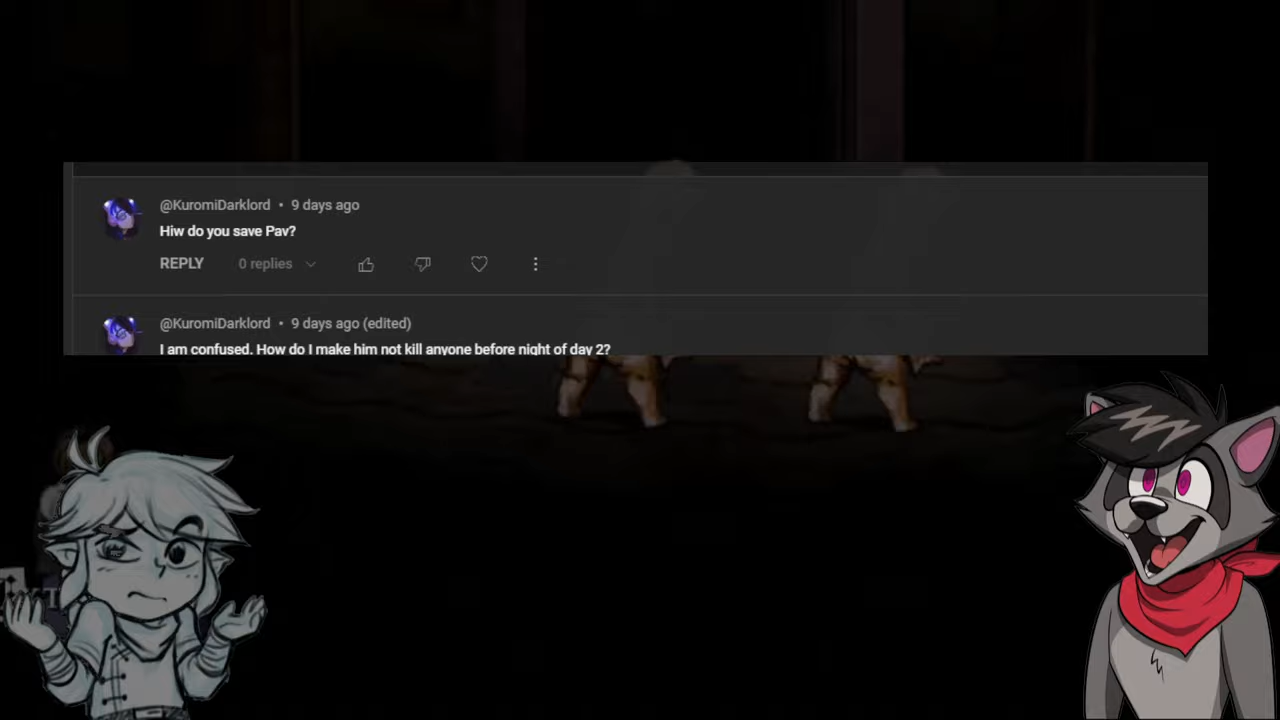 @KuromiDarklord • 9 days ago
Hiw do you save Pav?
REPLY 0 replies
@KuromiDarklord • 9 days ago (edited)
I am confused. How do I make him not kill anyone before night of day 2?